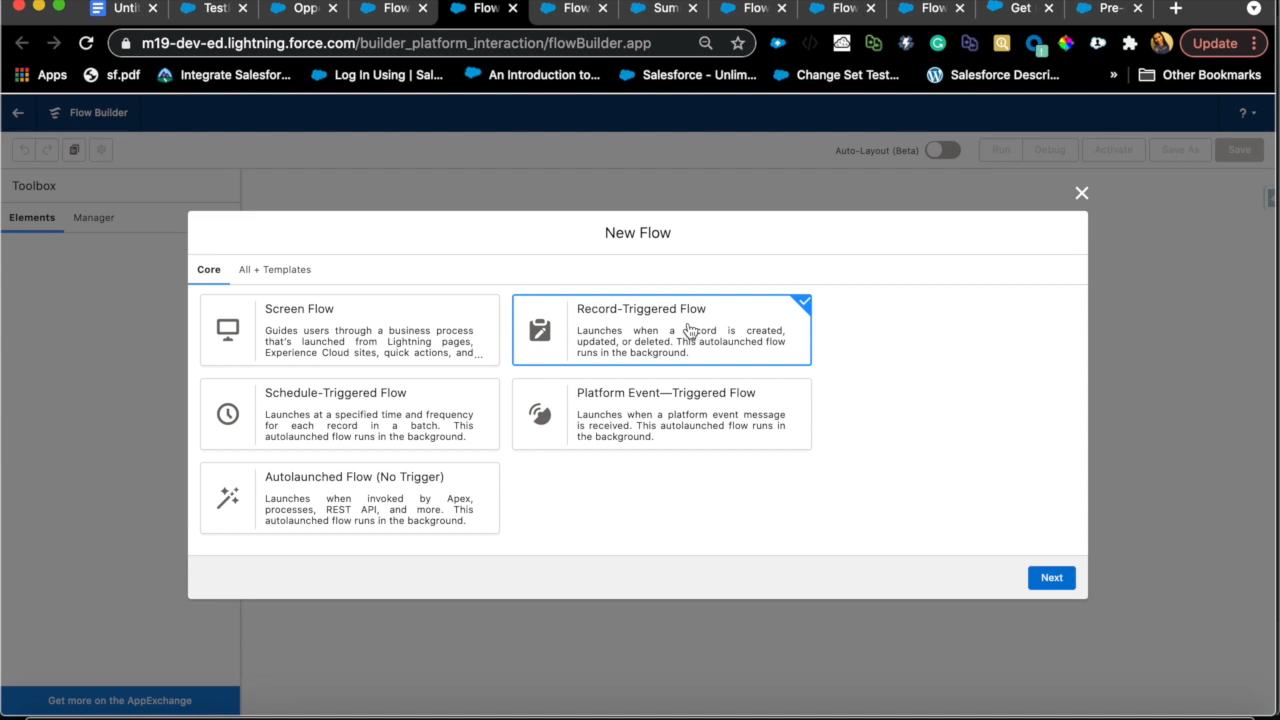 Untit
Test
Opp
Flow
Flow
Flow
Sum
Flow
Flow
Flow
Get
Pre-
m19-dev-ed.lightning.force.com/builder_platform_interaction/flowBuilder.app
Update
Apps
sf.pdf
Integrate Salesfor...
Log In Using | Sal...
An Introduction to...
Salesforce - Unlim...
Change Set Test...
Salesforce Descri...
»
Other Bookmarks
Flow Builder
?
Auto-Layout (Beta)
Run
Debug
Activate
Save As
Save
Toolbox
Elements
Manager
New Flow
Core
All + Templates
Screen Flow
Guides users through a business process
that's launched from Lightning pages,
Experience Cloud sites, quick actions, and...
Record-Triggered Flow
Launches when a record is created,
updated, or deleted. This autolaunched flow
runs in the background.
Schedule-Triggered Flow
Launches at a specified time and frequency
for each record in a batch. This
autolaunched flow runs in the background.
Platform Event—Triggered Flow
Launches when a platform event message
is received. This autolaunched flow runs in
the background.
Autolaunched Flow (No Trigger)
Launches when invoked by Apex,
processes, REST API, and more. This
autolaunched flow runs in the background.
Next
Get more on the AppExchange